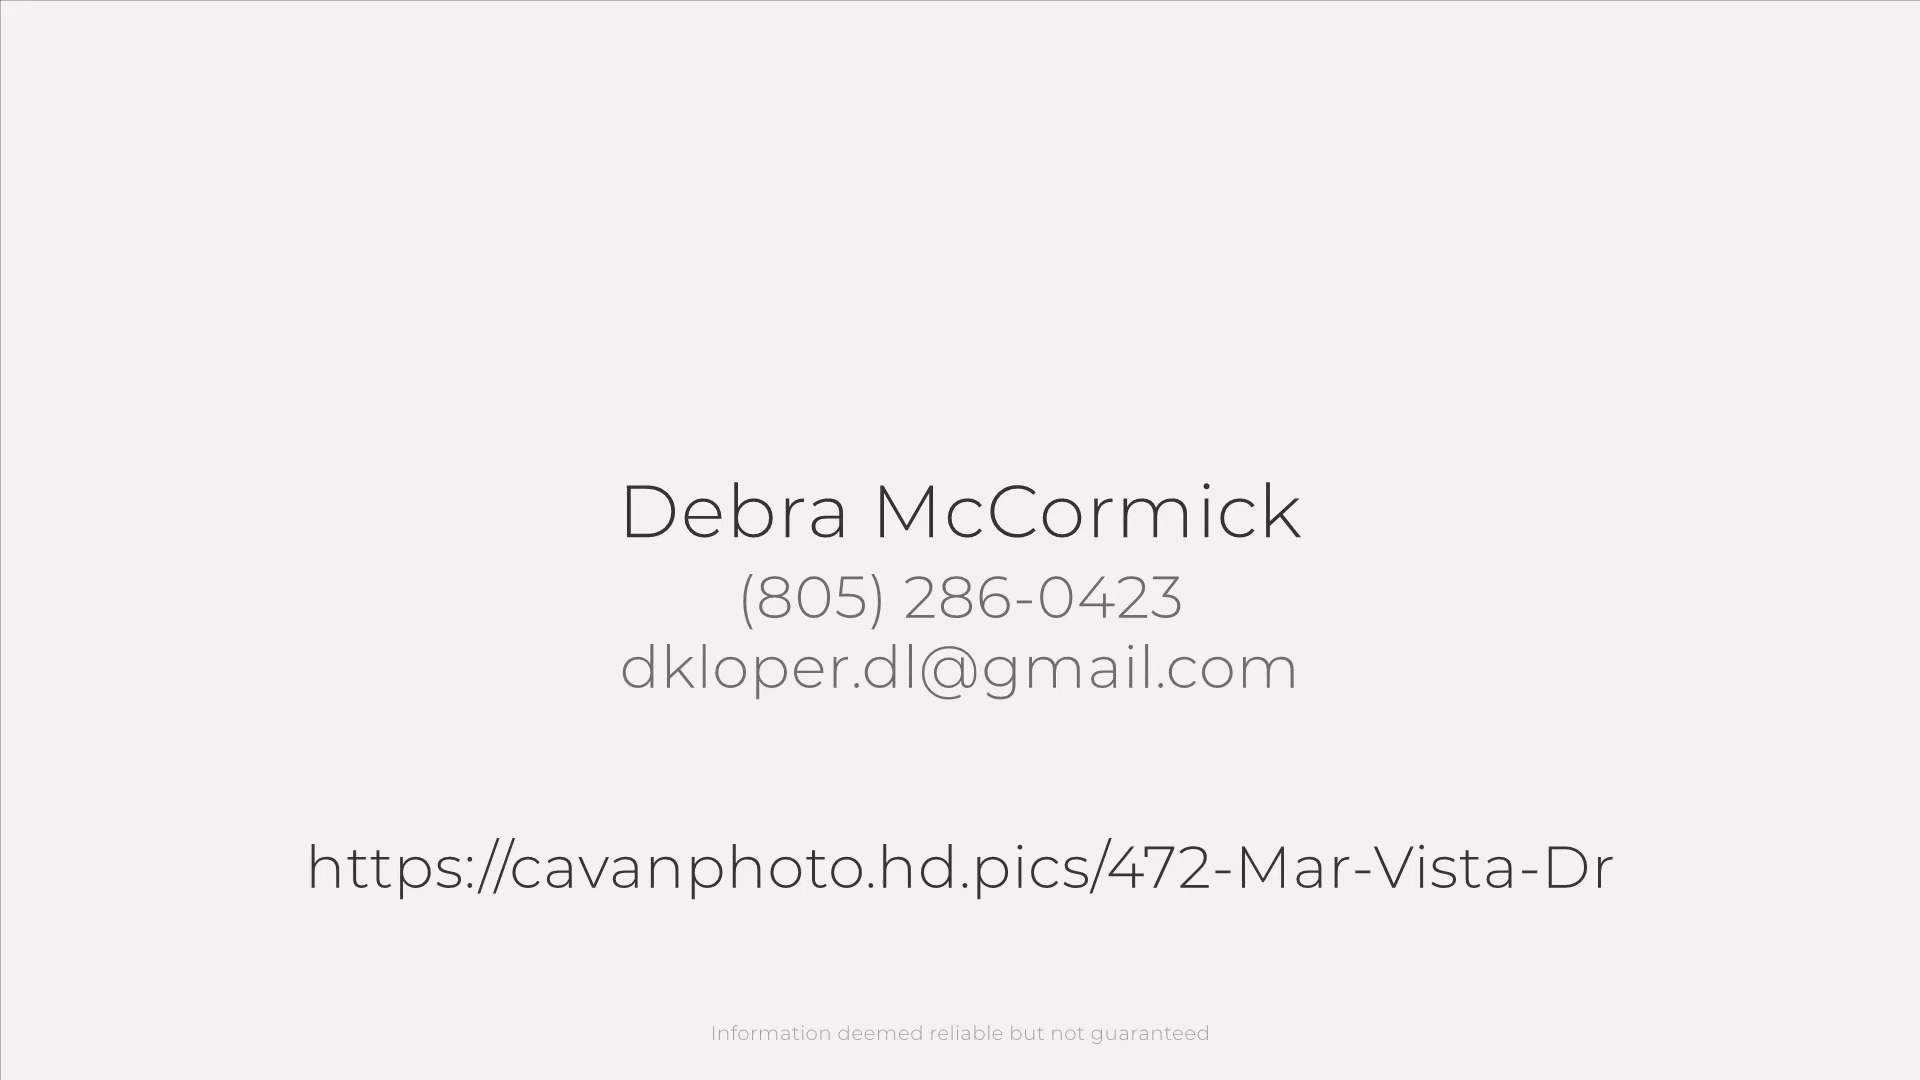 Debra McCormick
(805) 286-0423
dkloper.dl@gmail.com
https://cavanphoto.hd.pics/472-Mar-Vista-Dr
Information deemed reliable but not guaranteed